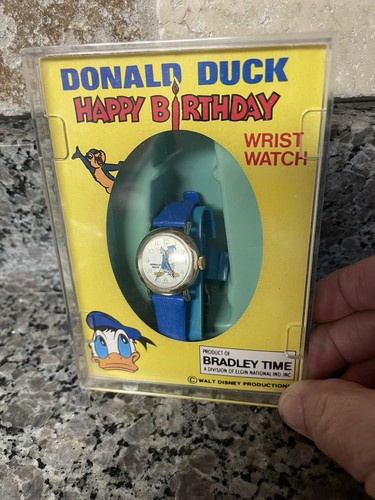 DONALD DUCK
HAPPY BIRTHDAY
WRIST
WATCH
PRODUCT OF
BRADLEY TIME
A DIVISION OF ELGIN NATIONAL IND. INC.
© WALT DISNEY PRODUCTIONS